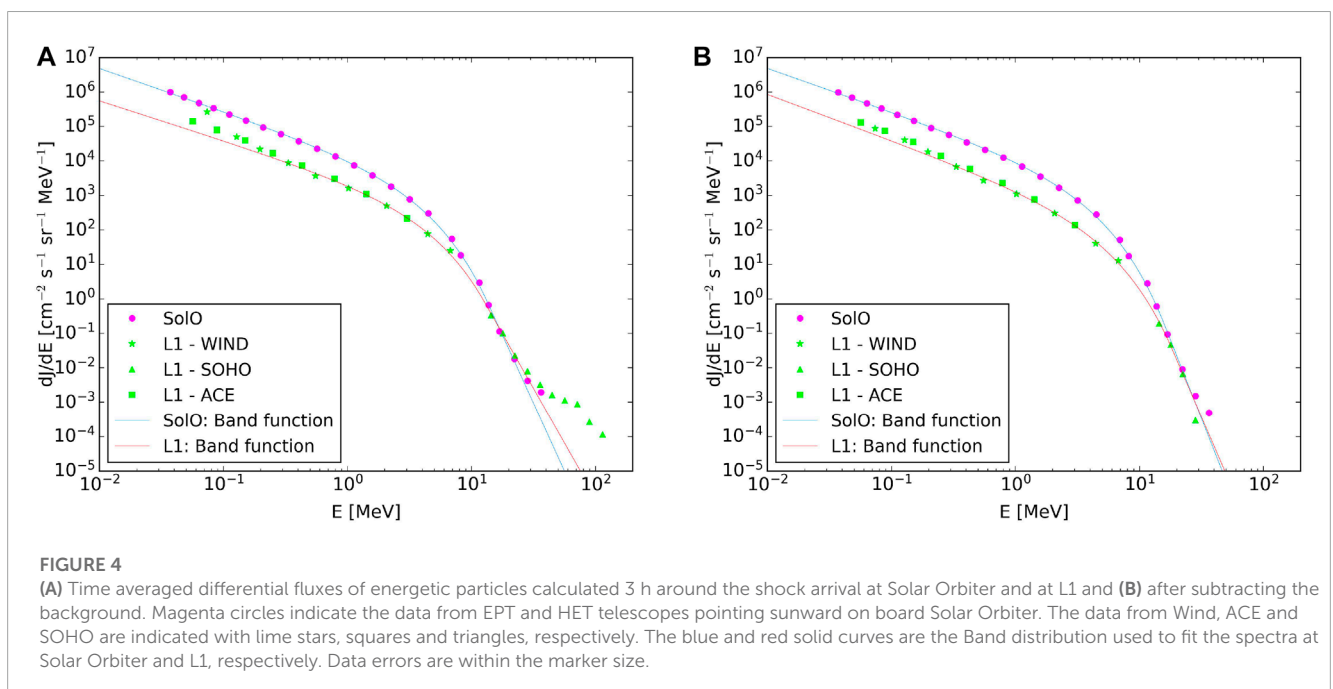 A
B
10^7
10^6
10^5
10^4
10^3
10^2
10^1
10^0
10^-1
10^-2
10^-3
10^-4
10^-5
dJ/dE [cm^-2 s^-1 sr^-1 MeV^-1]
SolO
L1 - WIND
L1 - SOHO
L1 - ACE
SolO: Band function
L1: Band function
10^-2 10^-1 10^0 10^1 10^2
E [MeV]
10^7
10^6
10^5
10^4
10^3
10^2
10^1
10^0
10^-1
10^-2
10^-3
10^-4
10^-5
dJ/dE [cm^-2 s^-1 sr^-1 MeV^-1]
SolO
L1 - WIND
L1 - SOHO
L1 - ACE
SolO: Band function
L1: Band function
10^-2 10^-1 10^0 10^1 10^2
E [MeV]
FIGURE 4
(A) Time averaged differential fluxes of energetic particles calculated 3 h around the shock arrival at Solar Orbiter and at L1 and (B) after subtracting the
background. Magenta circles indicate the data from EPT and HET telescopes pointing sunward on board Solar Orbiter. The data from Wind, ACE and
SOHO are indicated with lime stars, squares and triangles, respectively. The blue and red solid curves are the Band distribution used to fit the spectra at
Solar Orbiter and L1, respectively. Data errors are within the marker size.